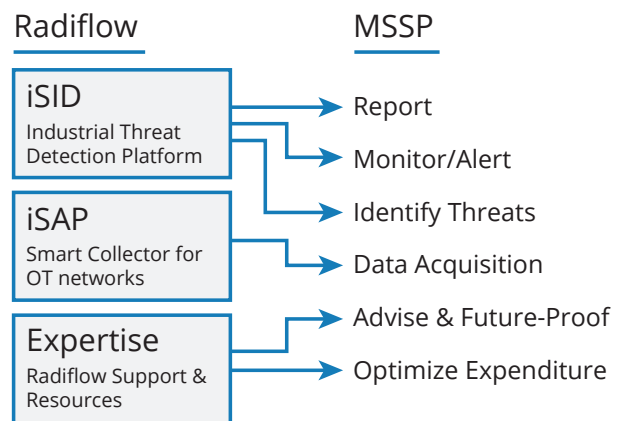 Radiflow
MSSP
iSID
Industrial Threat
Detection Platform
iSAP
Smart Collector for
OT networks
Expertise
Radiflow Support &
Resources
Report
Monitor/Alert
Identify Threats
Data Acquisition
Advise & Future-Proof
Optimize Expenditure